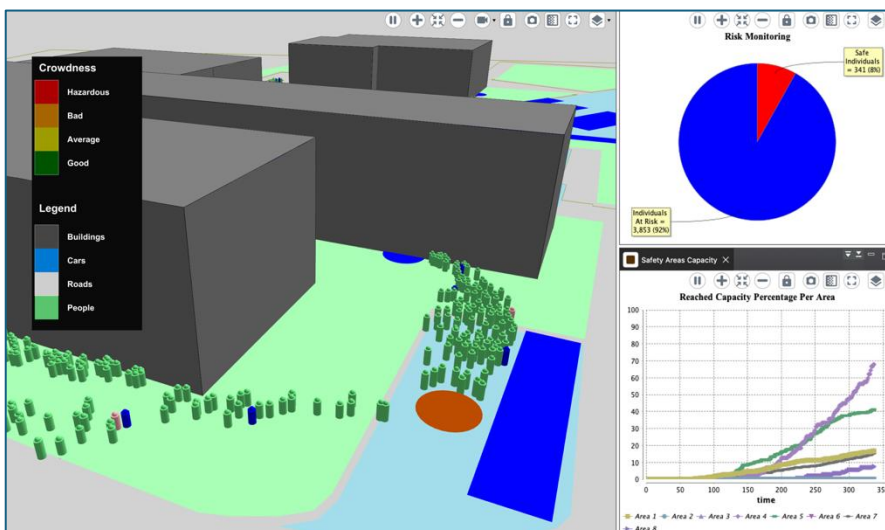 Crowdness
Hazardous
Bad
Average
Good
Legend
Buildings
Cars
Roads
People
Risk Monitoring
Safe
Individuals
= 341 (8%)
Individuals
At Risk =
3,853 (92%)
Safety Areas Capacity
Reached Capacity Percentage Per Area
100
90
80
70
60
50
40
30
20
10
0
0 50 100 150 200 250 300 350
time
Area 1 Area 2 Area 3 Area 4 Area 5 Area 6 Area 7
Area 8